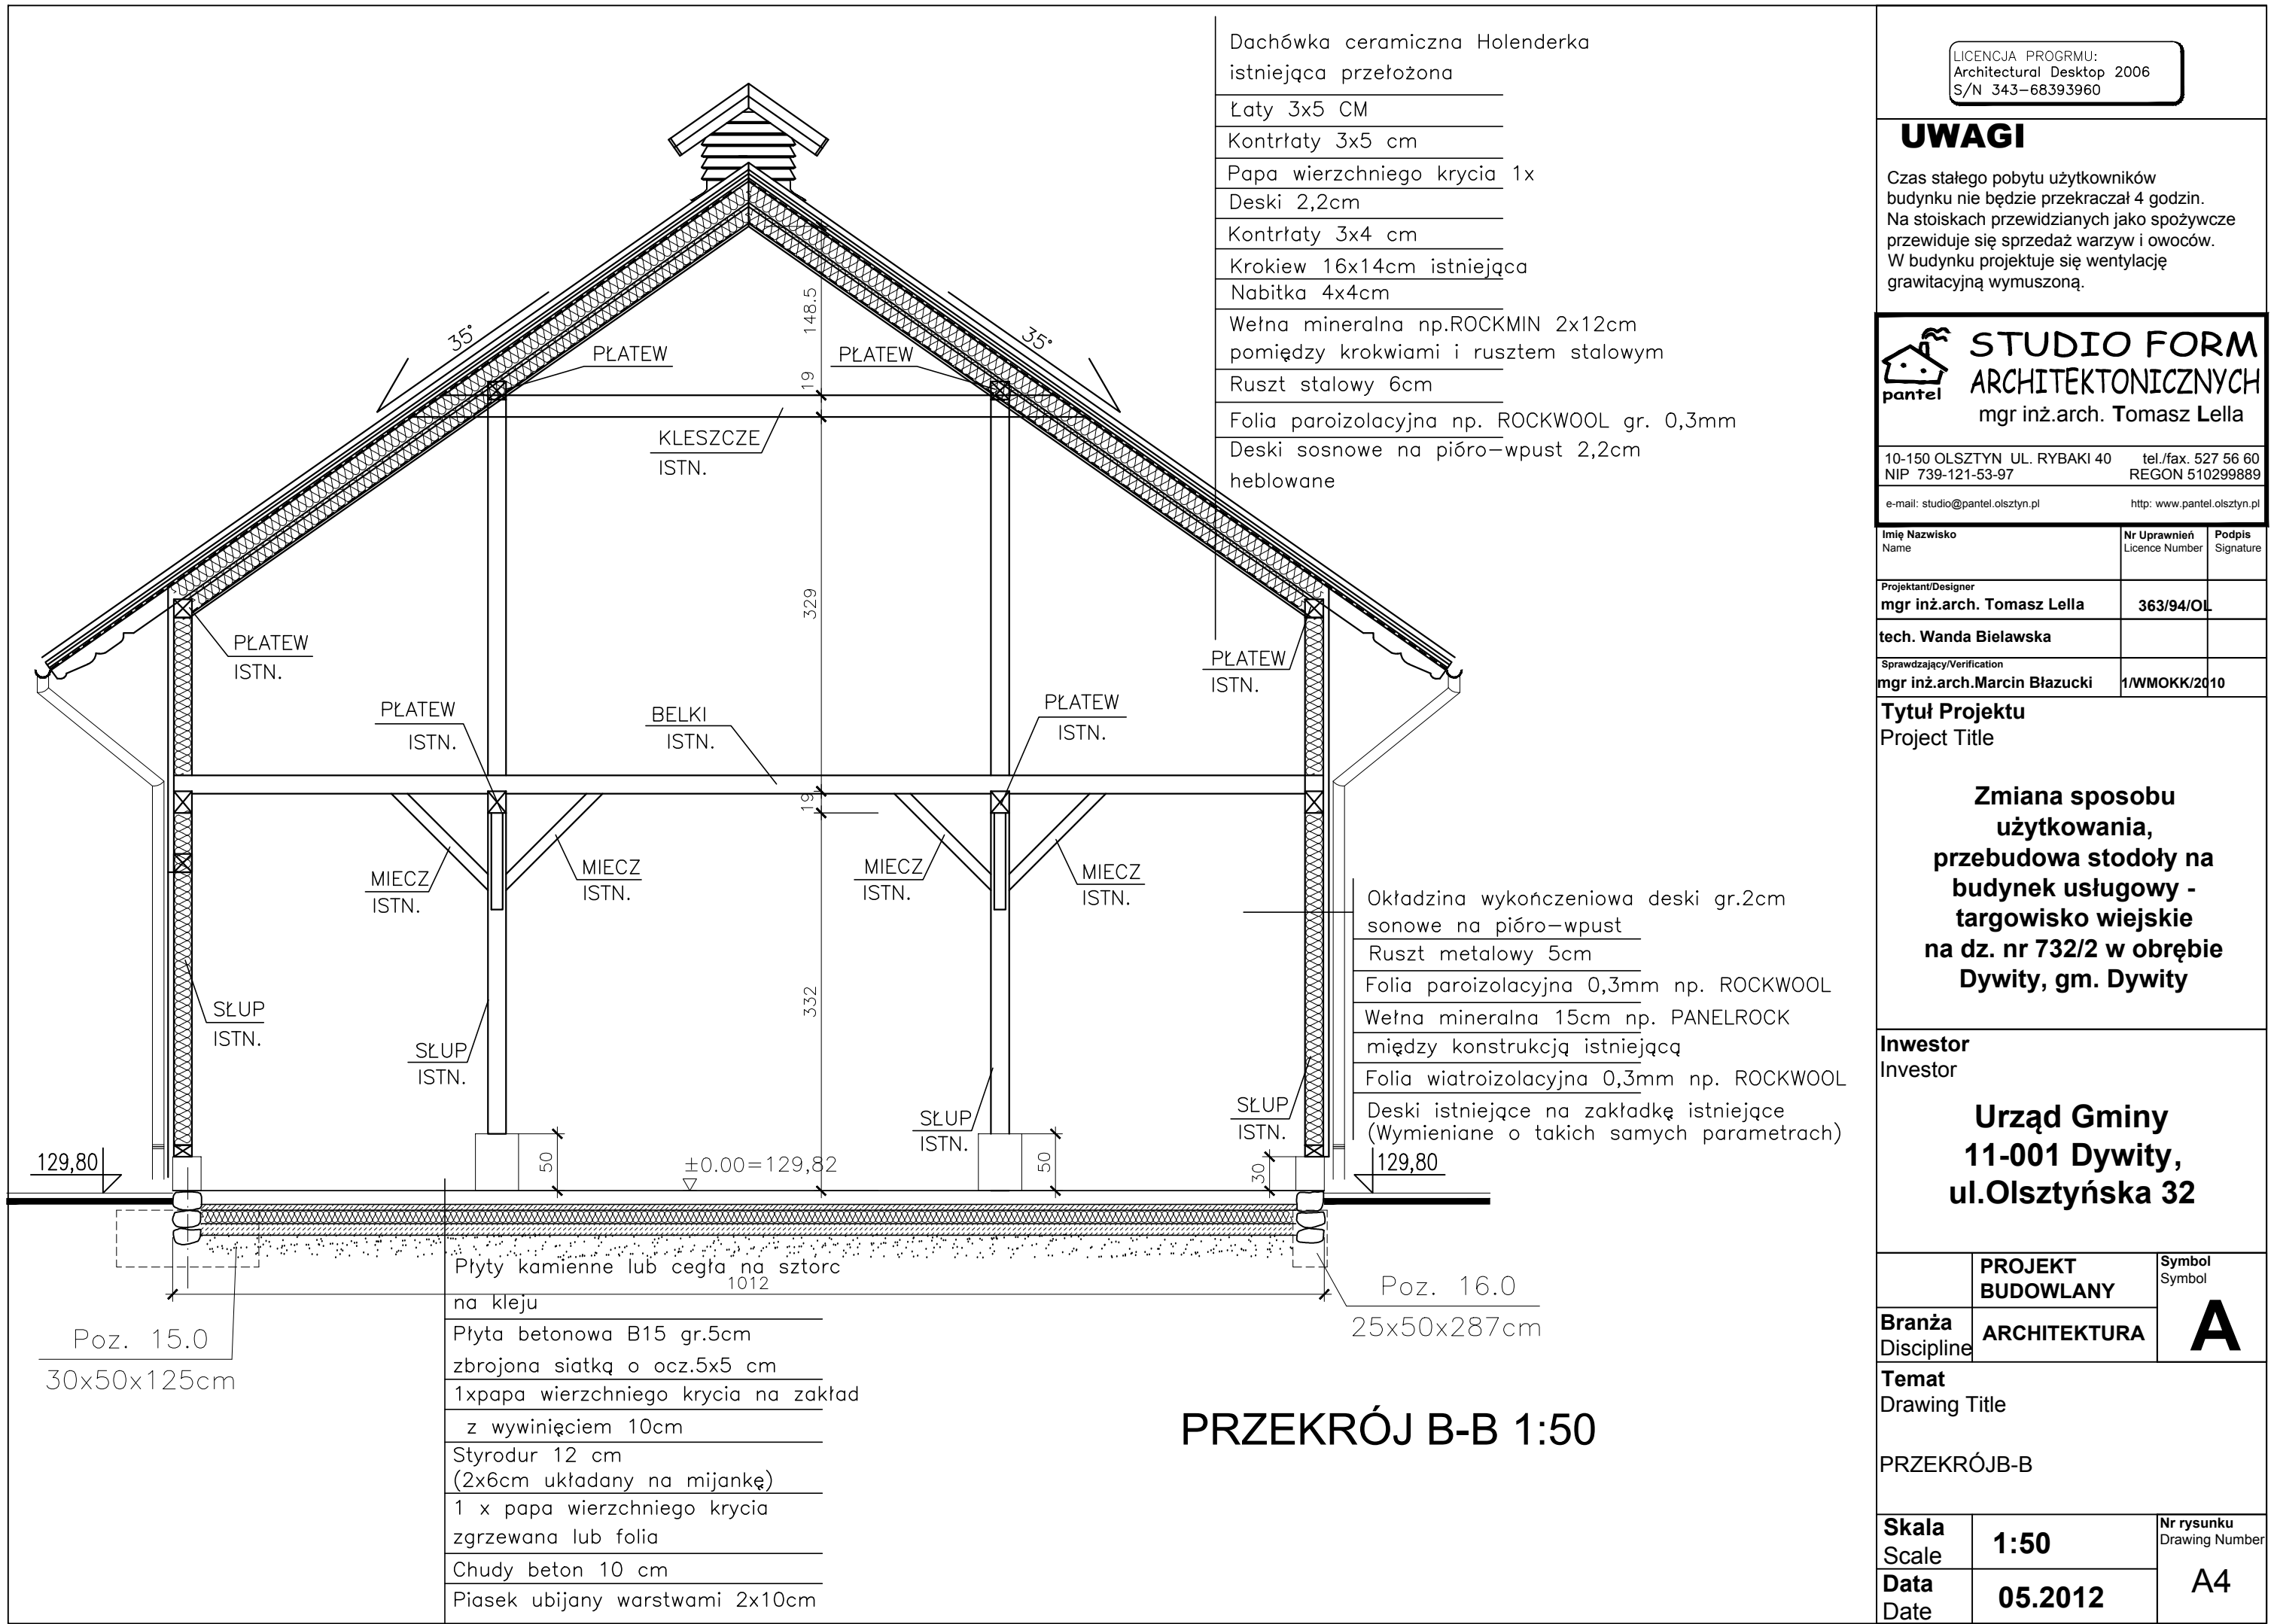 Dachówka ceramiczna Holenderka
istniejąca przełożona
Łaty 3x5 CM
Kontrłaty 3x5 cm
Papa wierzchniego krycia 1x
Deski 2,2cm
Kontrłaty 3x4 cm
Krokiew 16x14cm istniejąca
Nabitka 4x4cm
Wełna mineralna np.ROCKMIN 2x12cm
pomiędzy krokwiami i rusztem stalowym
Ruszt stalowy 6cm
Folia paroizolacyjna np. ROCKWOOL gr. 0,3mm
Deski sosnowe na pióro-wpust 2,2cm
heblowane
35°
35°
148.5
19
PŁATEW
PŁATEW
KLESZCZE
ISTN.
329
PŁATEW
ISTN.
PŁATEW
ISTN.
PŁATEW
ISTN.
BELKI
ISTN.
PŁATEW
ISTN.
19
MIECZ
ISTN.
MIECZ
ISTN.
MIECZ
ISTN.
MIECZ
ISTN.
332
SŁUP
ISTN.
SŁUP
ISTN.
SŁUP
ISTN.
SŁUP
ISTN.
Okładzina wykończeniowa deski gr.2cm
sonowe na pióro-wpust
Ruszt metalowy 5cm
Folia paroizolacyjna 0,3mm np. ROCKWOOL
Wełna mineralna 15cm np. PANELROCK
między konstrukcją istniejącą
Folia wiatroizolacyjna 0,3mm np. ROCKWOOL
Deski istniejące na zakładkę istniejące
(Wymieniane o takich samych parametrach)
129,80
50
±0.00=129,82
50
30
129,80
1012
Poz. 15.0
30x50x125cm
Poz. 16.0
25x50x287cm
Płyty kamienne lub cegła na sztorc
na kleju
Płyta betonowa B15 gr.5cm
zbrojona siatką o ocz.5x5 cm
1xpapa wierzchniego krycia na zakład
z wywinięciem 10cm
Styrodur 12 cm
(2x6cm układany na mijankę)
1 x papa wierzchniego krycia
zgrzewana lub folia
Chudy beton 10 cm
Piasek ubijany warstwami 2x10cm
PRZEKRÓJ B-B 1:50
LICENCJA PROGRMU:
Architectural Desktop 2006
S/N 343-68393960
UWAGI
Czas stałego pobytu użytkowników
budynku nie będzie przekraczał 4 godzin.
Na stoiskach przewidzianych jako spożywcze
przewiduje się sprzedaż warzyw i owoców.
W budynku projektuje się wentylację
grawitacyjną wymuszoną.
pantel
STUDIO FORM
ARCHITEKTONICZNYCH
mgr inż.arch. Tomasz Lella
10-150 OLSZTYN UL. RYBAKI 40 tel./fax. 527 56 60
NIP 739-121-53-97 REGON 510299889
e-mail: studio@pantel.olsztyn.pl http: www.pantel.olsztyn.pl
Imię Nazwisko Nr Uprawnień Podpis
Name Licence Number Signature
Projektant/Designer
mgr inż.arch. Tomasz Lella 363/94/OL
tech. Wanda Bielawska
Sprawdzający/Verification
mgr inż.arch.Marcin Błazucki 1/WMOKK/2010
Tytuł Projektu
Project Title
Zmiana sposobu
użytkowania,
przebudowa stodoły na
budynek usługowy -
targowisko wiejskie
na dz. nr 732/2 w obrębie
Dywity, gm. Dywity
Inwestor
Investor
Urząd Gminy
11-001 Dywity,
ul.Olsztyńska 32
PROJEKT
BUDOWLANY
Symbol
Symbol
A
Branża
Discipline
ARCHITEKTURA
Temat
Drawing Title
PRZEKRÓJB-B
Skala
Scale
1:50
Nr rysunku
Drawing Number
A4
Data
Date
05.2012